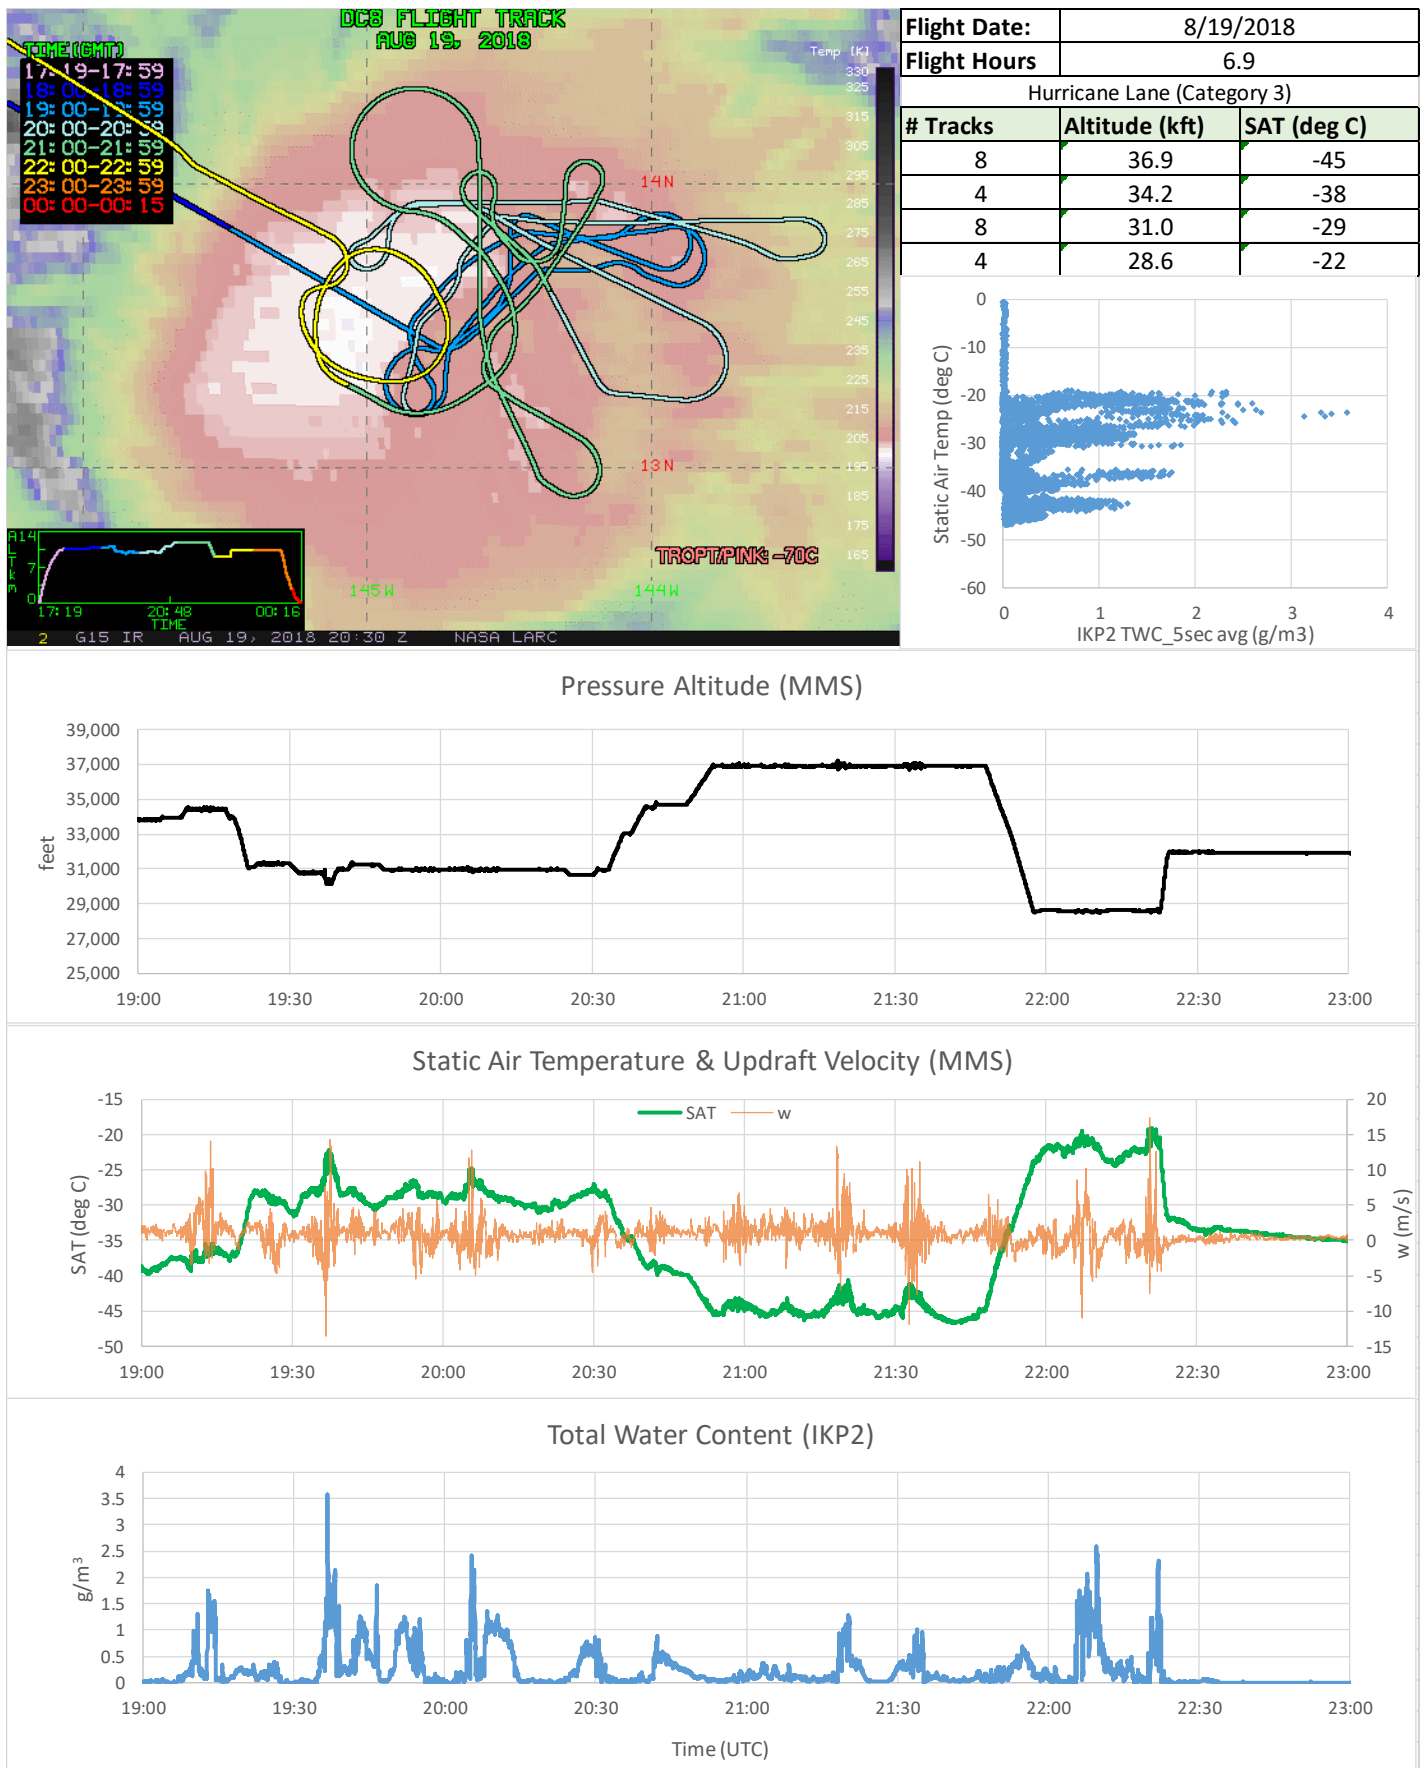 DC8 FLIGHT TRACK
AUG 19, 2018
TIME(GMT)
17:19-17:59
18:00-18:59
19:00-19:59
20:00-20:59
21:00-21:59
22:00-22:59
23:00-23:59
00:00-00:15
Temp [K]
330
325
315
305
295
285
275
265
255
245
235
225
215
205
195
185
175
165
14N
13N
145W
144W
TROPT/PINK: -70C
ALT km
14
7
0
17:19
20:48
00:16
TIME
2 G15 IR AUG 19, 2018 20:30 Z NASA LARC
Flight Date: 8/19/2018
Flight Hours 6.9
Hurricane Lane (Category 3)
# Tracks Altitude (kft) SAT (deg C)
8 36.9 -45
4 34.2 -38
8 31.0 -29
4 28.6 -22
Static Air Temp (deg C)
0
-10
-20
-30
-40
-50
-60
0 1 2 3 4
IKP2 TWC_5sec avg (g/m3)
Pressure Altitude (MMS)
feet
39,000
37,000
35,000
33,000
31,000
29,000
27,000
25,000
19:00 19:30 20:00 20:30 21:00 21:30 22:00 22:30 23:00
Static Air Temperature & Updraft Velocity (MMS)
SAT w
SAT (deg C)
-15
-20
-25
-30
-35
-40
-45
-50
20
15
10
5
0
-5
-10
-15
w (m/s)
19:00 19:30 20:00 20:30 21:00 21:30 22:00 22:30 23:00
Total Water Content (IKP2)
g/m³
4
3.5
3
2.5
2
1.5
1
0.5
0
19:00 19:30 20:00 20:30 21:00 21:30 22:00 22:30 23:00
Time (UTC)